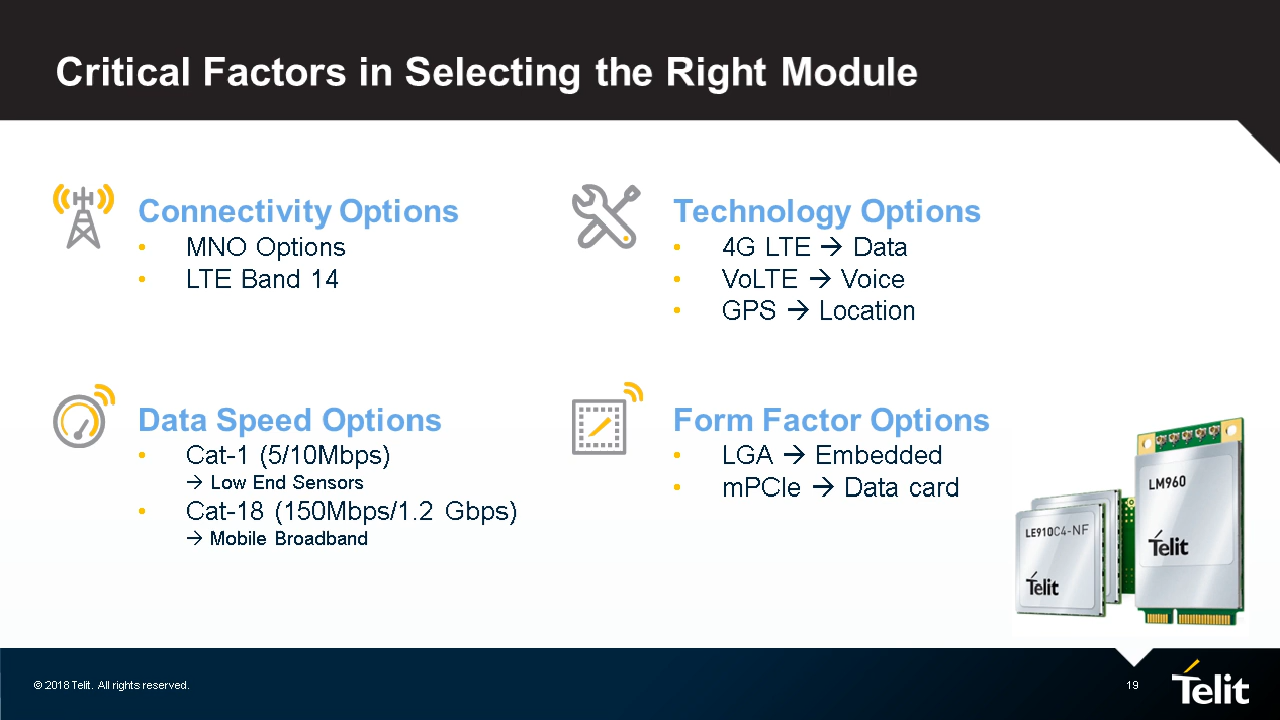 Critical Factors in Selecting the Right Module
Connectivity Options
• MNO Options
• LTE Band 14
Technology Options
• 4G LTE → Data
• VoLTE → Voice
• GPS → Location
Data Speed Options
• Cat-1 (5/10Mbps)
→ Low End Sensors
• Cat-18 (150Mbps/1.2 Gbps)
→ Mobile Broadband
Form Factor Options
• LGA → Embedded
• mPCIe → Data card
LM960
Telit
LE910C4-NF
Telit
© 2018 Telit. All rights reserved.
19
Telit